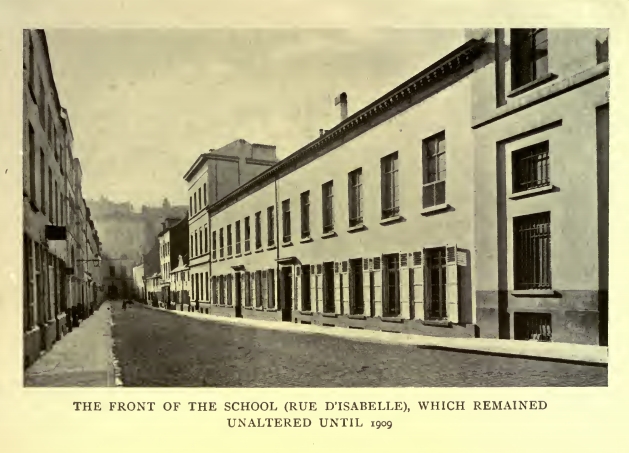 THE FRONT OF THE SCHOOL (RUE D'ISABELLE), WHICH REMAINED
UNALTERED UNTIL 1909